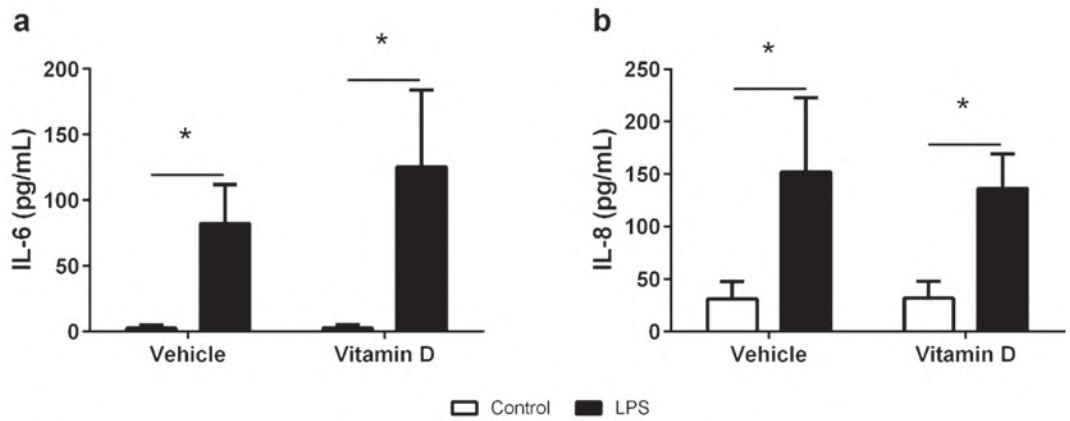 a
*
*
200
150
100
50
0
IL-6 (pg/mL)
Vehicle
Vitamin D
b
*
*
250
200
150
100
50
0
IL-8 (pg/mL)
Vehicle
Vitamin D
Control
LPS